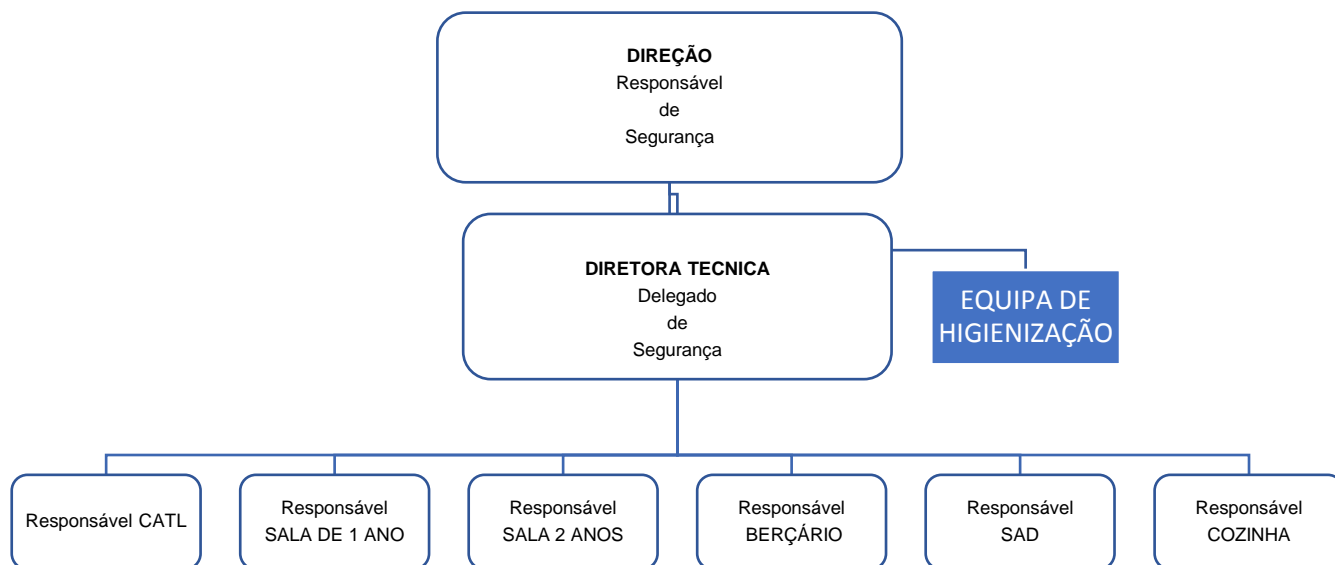 DIREÇÃO
Responsável
de
Segurança
DIRETORA TECNICA
Delegado
de
Segurança
EQUIPA DE
HIGIENIZAÇÃO
Responsável CATL
Responsável
SALA DE 1 ANO
Responsável
SALA 2 ANOS
Responsável
BERÇÁRIO
Responsável
SAD
Responsável
COZINHA